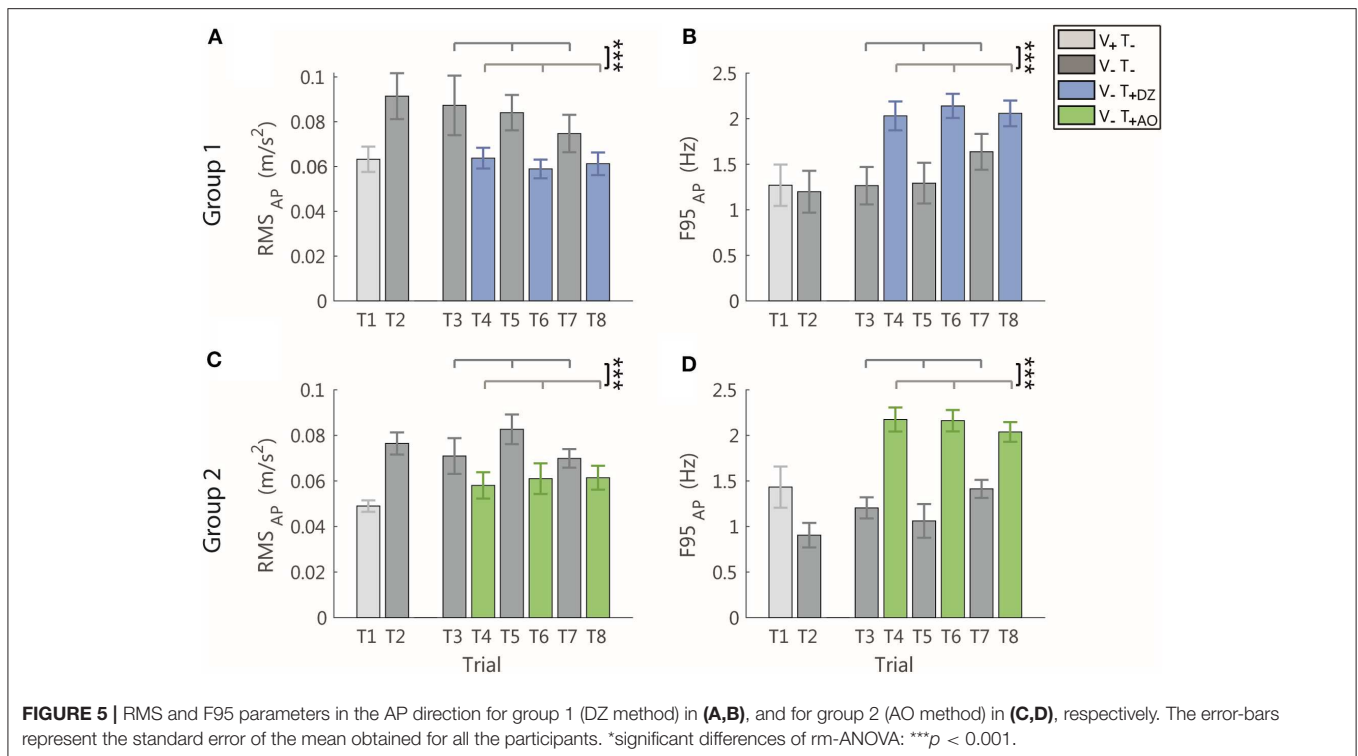 A
B
V+ T-
V- T-
V- T+DZ
V- T+AO
***
***
Group 1
RMS AP (m/s²)
0.1
0.08
0.06
0.04
0.02
0
T1 T2 T3 T4 T5 T6 T7 T8
F95 AP (Hz)
2.5
2
1.5
1
0.5
0
T1 T2 T3 T4 T5 T6 T7 T8
C
D
***
***
Group 2
RMS AP (m/s²)
0.1
0.08
0.06
0.04
0.02
0
T1 T2 T3 T4 T5 T6 T7 T8
Trial
F95 AP (Hz)
2.5
2
1.5
1
0.5
0
T1 T2 T3 T4 T5 T6 T7 T8
Trial
FIGURE 5 | RMS and F95 parameters in the AP direction for group 1 (DZ method) in (A,B), and for group 2 (AO method) in (C,D), respectively. The error-bars
represent the standard error of the mean obtained for all the participants. *significant differences of rm-ANOVA: ***p < 0.001.